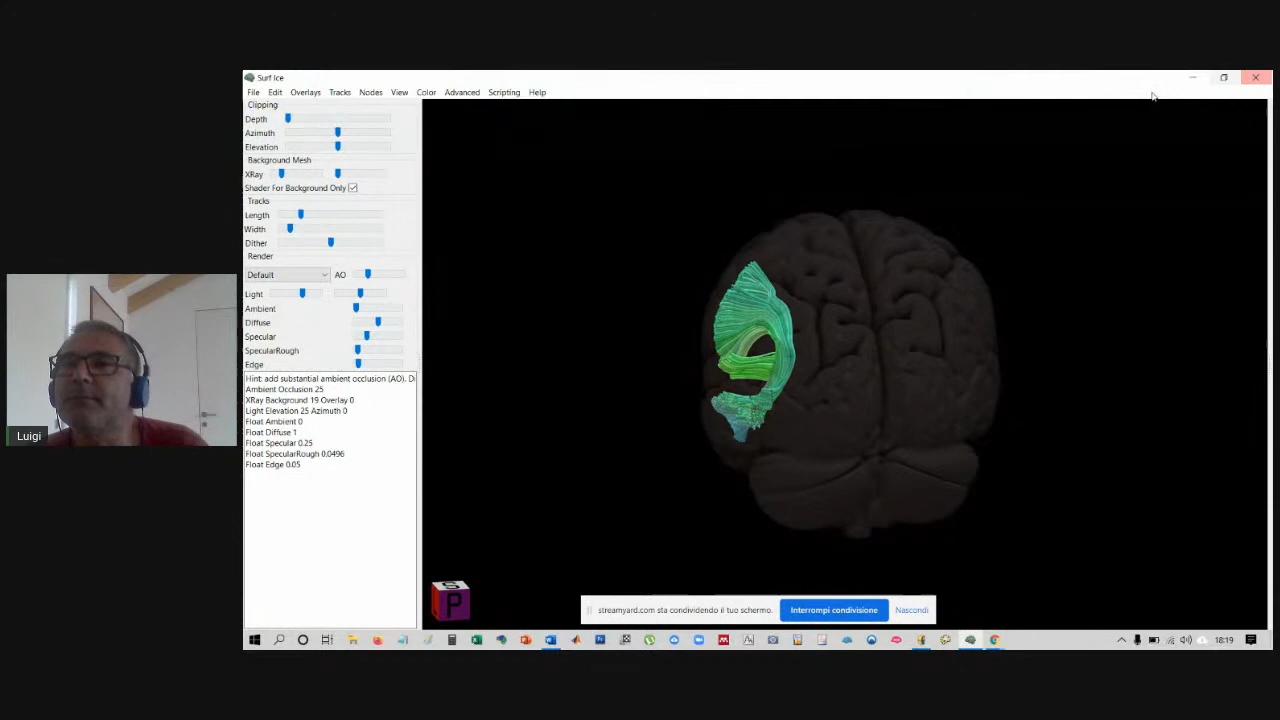 Surf Ice
File Edit Overlays Tracks Nodes View Color Advanced Scripting Help
Clipping
Depth
Azimuth
Elevation
Background Mesh
XRay
Shader For Background Only
Tracks
Length
Width
Dither
Render
Default AO
Light
Ambient
Diffuse
Specular
SpecularRough
Edge
Hint: add substantial ambient occlusion (AO). Di
Ambient Occlusion 25
XRay Background 19 Overlay 0
Light Elevation 25 Azimuth 0
Float Ambient 0
Float Diffuse 1
Float Specular 0.25
Float SpecularRough 0.0496
Float Edge 0.05
Luigi
S
P
streamyard.com sta condividendo il tuo schermo. Interrompi condivisione Nascondi
18:19